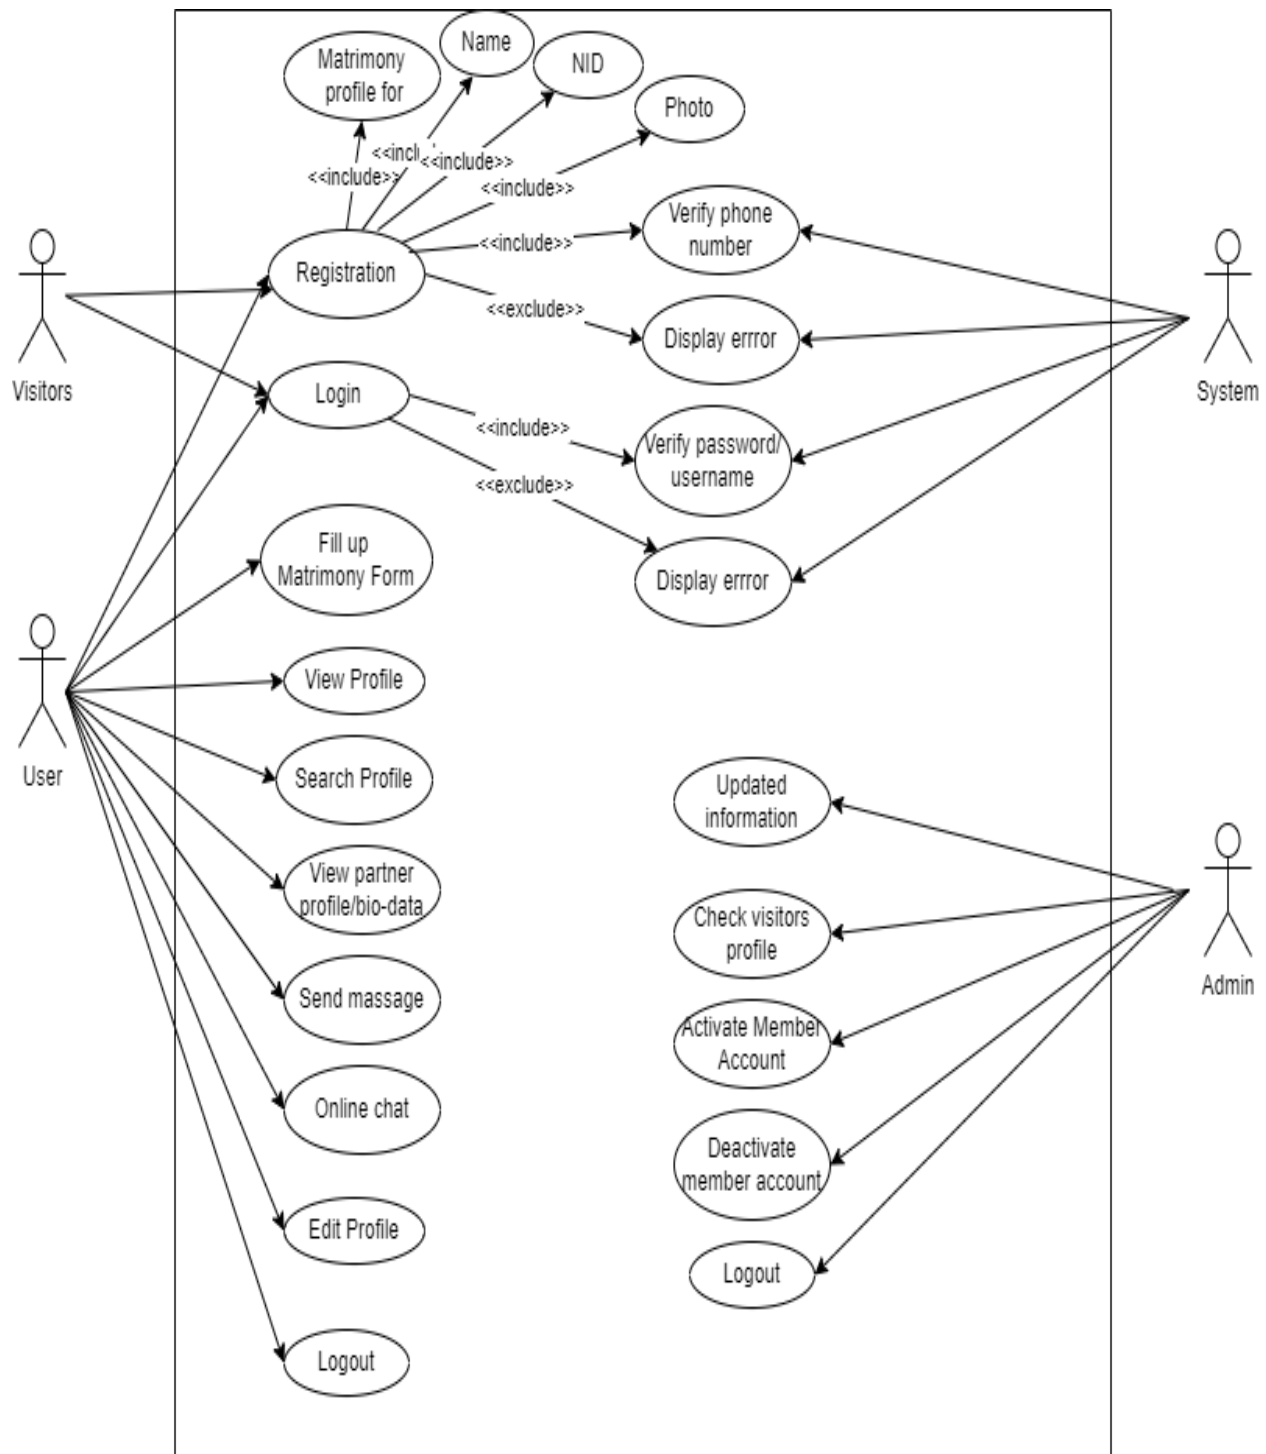 Name
Matrimony
profile for
NID
Photo
<<inclu
<<include>>
<<include>>
<<include>>
Verify phone
number
<<include>>
Registration
<<exclude>>
Display errror
Visitors
System
Login
<<include>>
Verify password/
username
<<exclude>>
Fill up
Matrimony Form
Display errror
View Profile
User
Search Profile
Updated
information
View partner
profile/bio-data
Check visitors
profile
Admin
Send massage
Activate Member
Account
Online chat
Deactivate
member account
Edit Profile
Logout
Logout